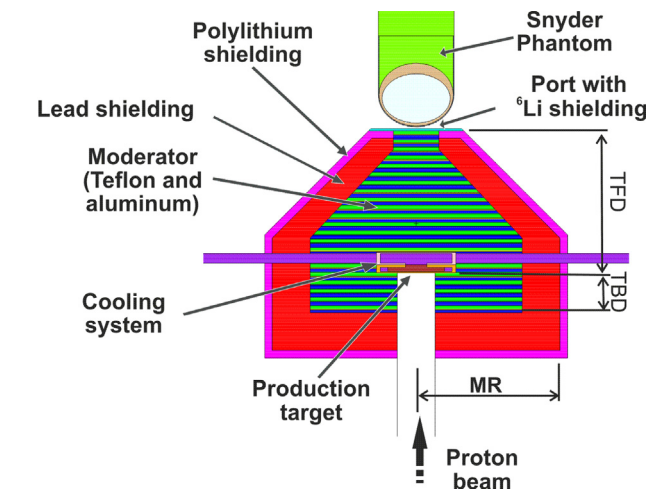 Snyder
Phantom
Polylithium
shielding
Port with
⁶Li shielding
Lead shielding
Moderator
(Teflon and
aluminum)
TFD
TBD
Cooling
system
MR
Production
target
Proton
beam